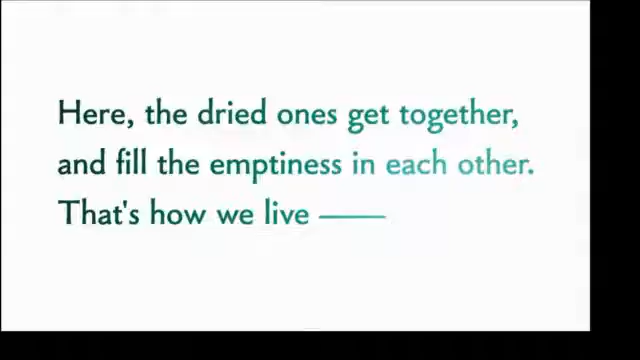 Here, the dried ones get together,
and fill the emptiness in each other.
That's how we live ——